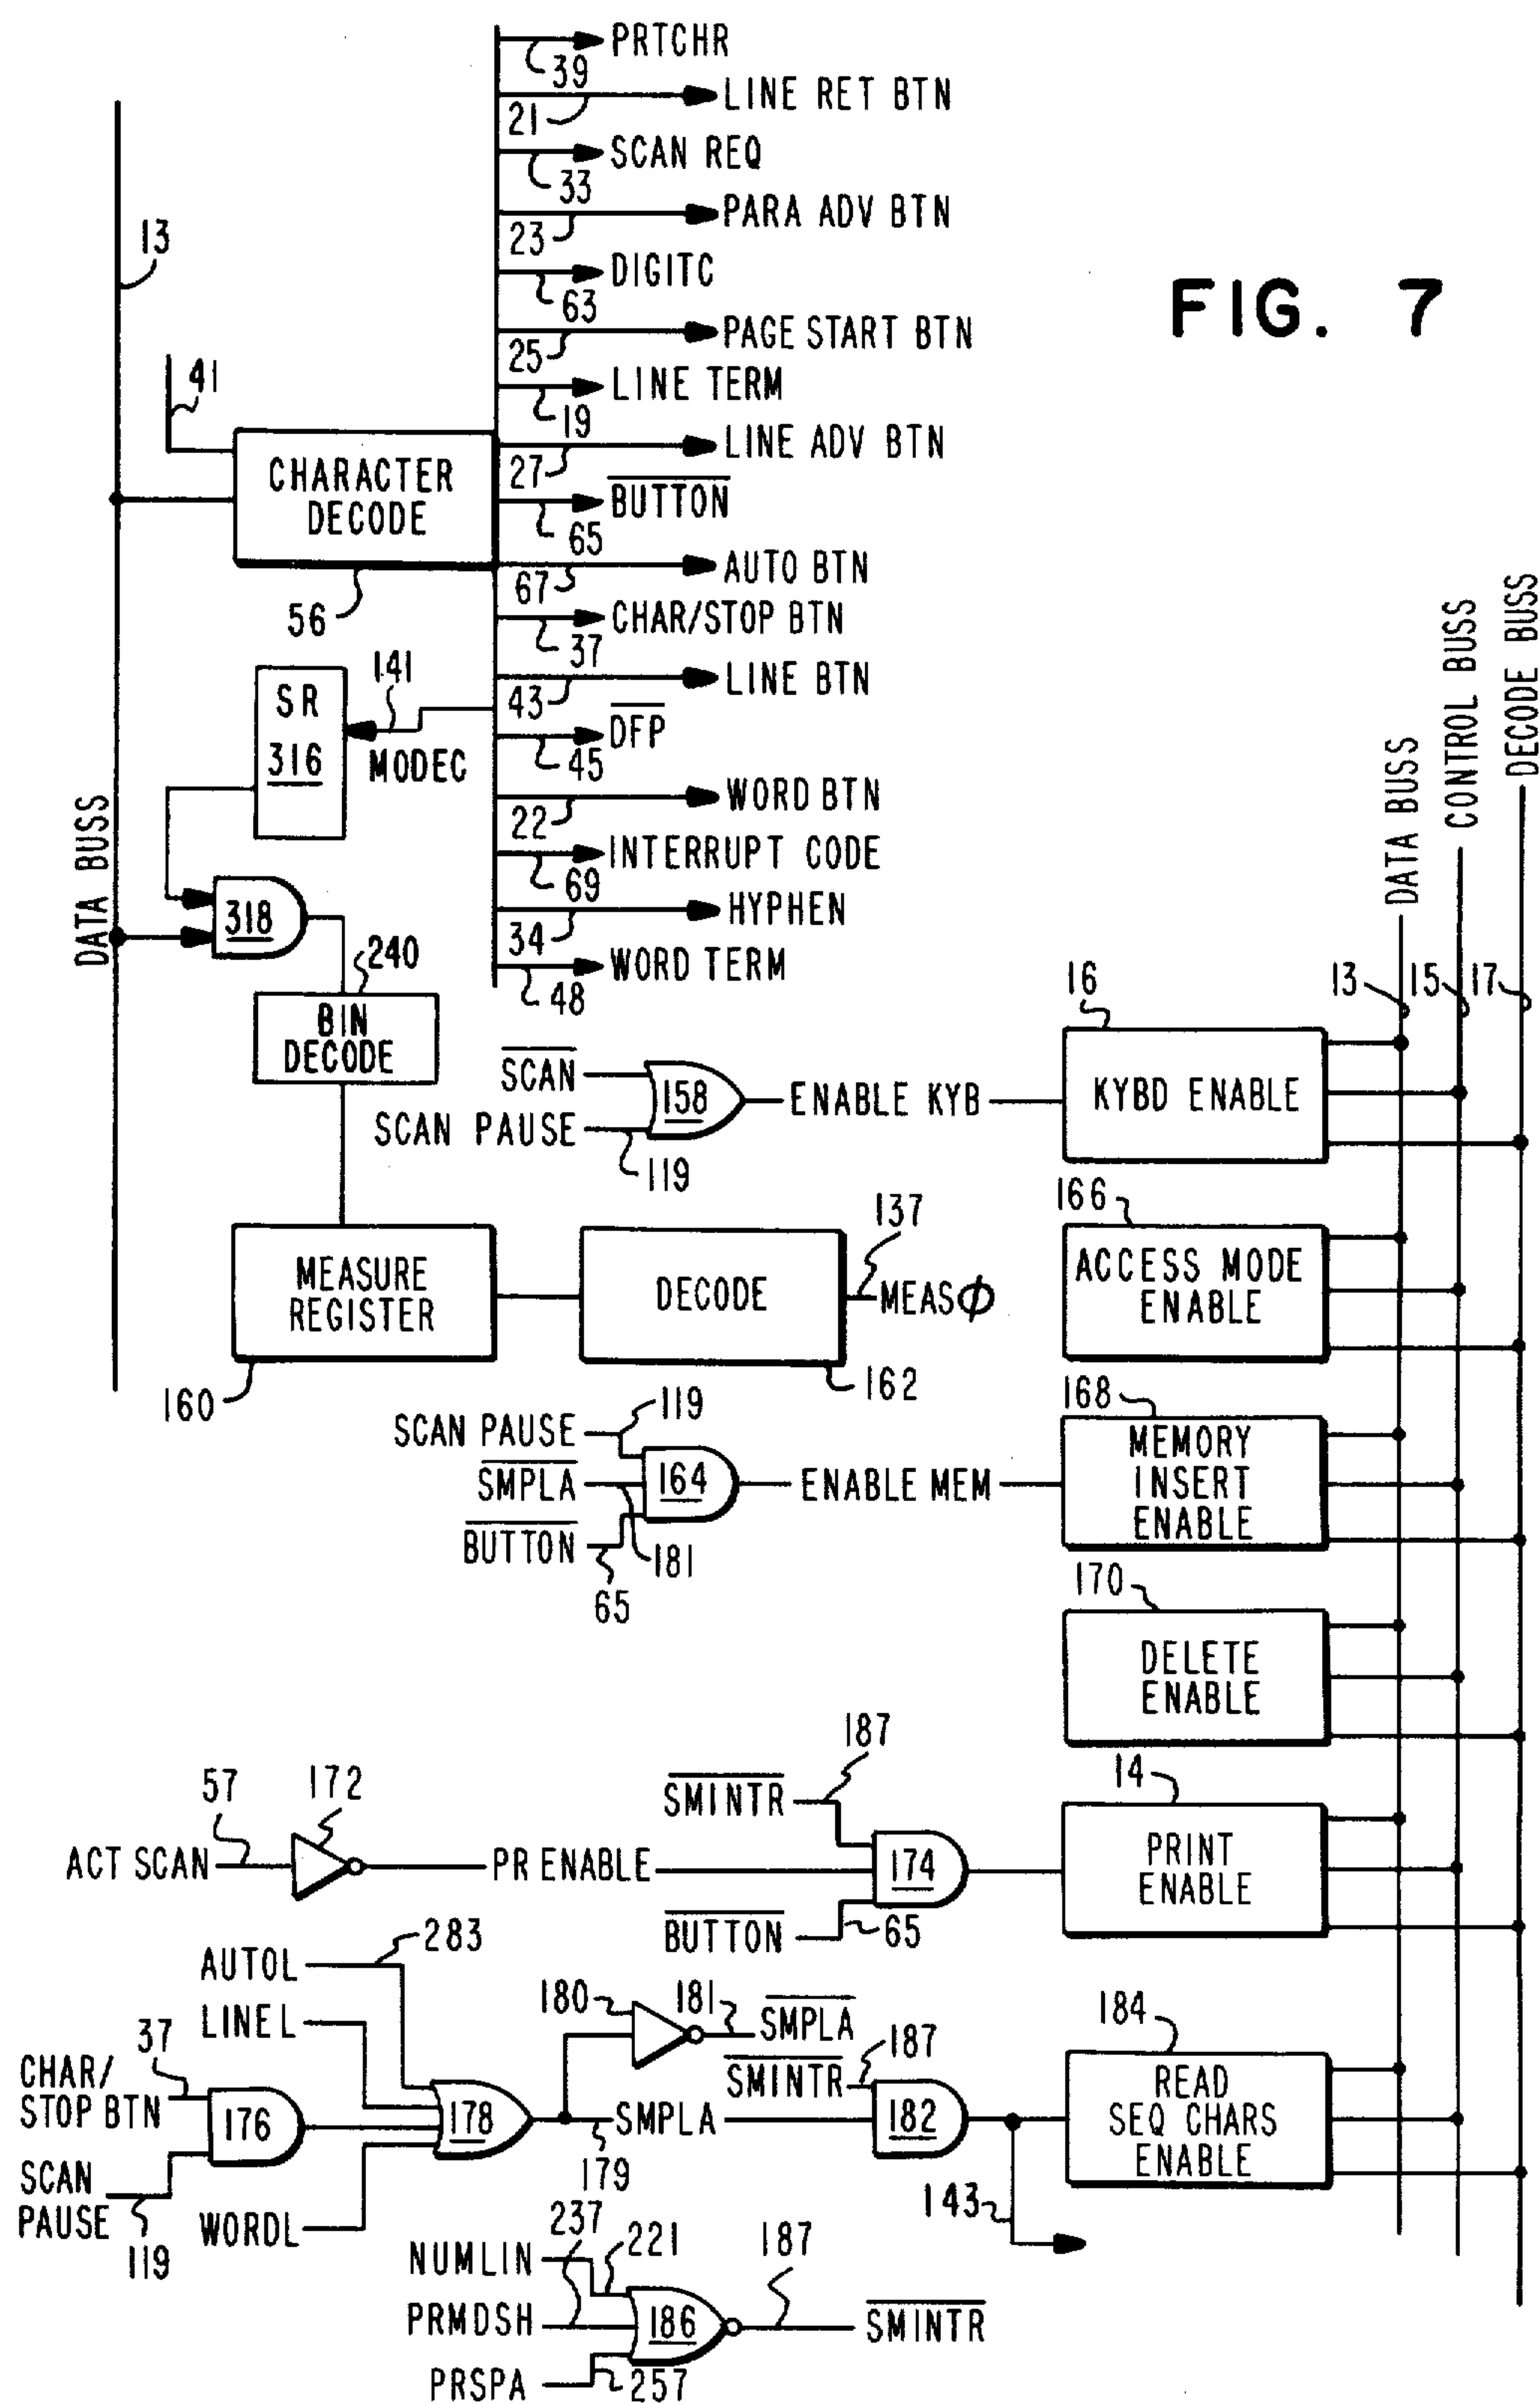 PRTCHR
39
LINE RET BTN
21
SCAN REQ
33
PARA ADV BTN
23
DIGITC
63
PAGE START BTN
25
LINE TERM
19
LINE ADV BTN
27
BUTTON
65
AUTO BTN
67
CHAR/STOP BTN
37
LINE BTN
43
DFP
45
WORD BTN
22
INTERRUPT CODE
69
HYPHEN
34
WORD TERM
48
FIG. 7
13
41
CHARACTER
DECODE
56
SR
316
141
MODEC
DATA BUSS
318
240
BIN
DECODE
DATA BUSS
CONTROL BUSS
DECODE BUSS
13
15
17
SCAN
SCAN PAUSE
119
158
ENABLE KYB
16
KYBD ENABLE
MEASURE
REGISTER
160
DECODE
162
137
MEASϕ
166
ACCESS MODE
ENABLE
SCAN PAUSE
119
SMPLA
181
BUTTON
65
164
ENABLE MEM
168
MEMORY
INSERT
ENABLE
170
DELETE
ENABLE
ACT SCAN
57
172
PR ENABLE
SMINTR
187
BUTTON
65
174
14
PRINT
ENABLE
AUTOL
283
LINEL
37
CHAR/
STOP BTN
176
SCAN
PAUSE
119
WORDL
178
180
181
SMPLA
SMINTR
187
SMPLA
179
182
143
184
READ
SEQ CHARS
ENABLE
NUMLIN
221
237
PRMDSH
PRSPA
257
186
187
SMINTR